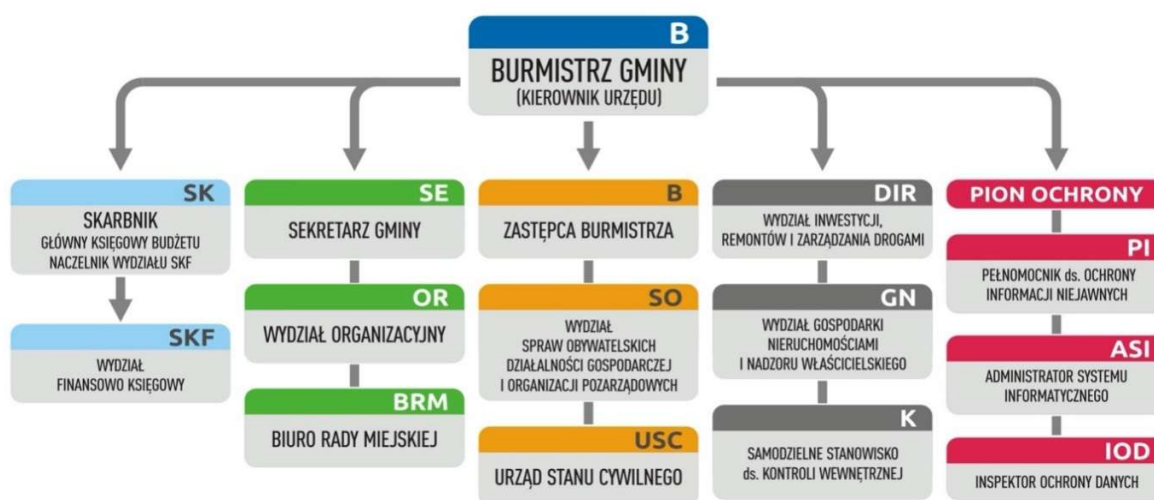 B
BURMISTRZ GMINY
(KIEROWNIK URZĘDU)
SK
SKARBNIK
GŁÓWNY KSIĘGOWY BUDŻETU
NACZELNIK WYDZIAŁU SKF
SKF
WYDZIAŁ
FINANSOWO KSIĘGOWY
SE
SEKRETARZ GMINY
OR
WYDZIAŁ ORGANIZACYJNY
BRM
BIURO RADY MIEJSKIEJ
B
ZASTĘPCA BURMISTRZA
SO
WYDZIAŁ
SPRAW OBYWATELSKICH
DZIAŁALNOŚCI GOSPODARCZEJ
I ORGANIZACJI POZARZĄDOWYCH
USC
URZĄD STANU CYWILNEGO
DIR
WYDZIAŁ INWESTYCJI,
REMONTÓW I ZARZĄDZANIA DROGAMI
GN
WYDZIAŁ GOSPODARKI
NIERUCHOMOŚCIAMI
I NADZORU WŁAŚCICIELSKIEGO
K
SAMODZIELNE STANOWISKO
ds. KONTROLI WEWNĘTRZNEJ
PION OCHRONY
PI
PEŁNOMOCNIK ds. OCHRONY
INFORMACJI NIEJAWNYCH
ASI
ADMINISTRATOR SYSTEMU
INFORMATYCZNEGO
IOD
INSPEKTOR OCHRONY DANYCH